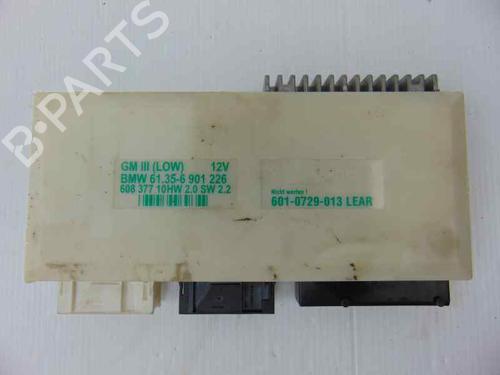 B-PARTS
GM III (LOW) 12V
BMW 61.35-6 901 226
608 377 10HW 2.0 SW 2.2
Nicht werfen !
601-0729-013 LEAR